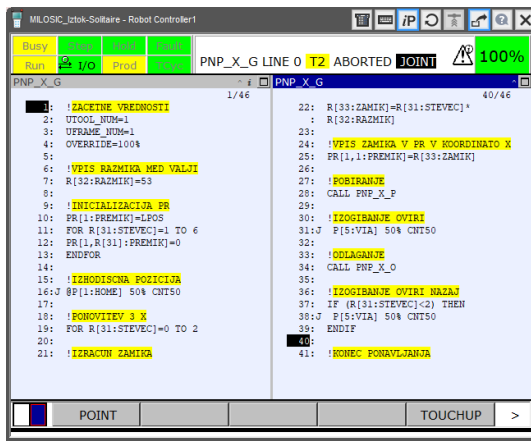 MILOSIC_Iztok-Solitaire - Robot Controller1
Busy Stop Hold Fault
Run I/O Prod TCyc
PNP_X_G LINE 0 T2 ABORTED JOINT
100%
PNP_X_G
1/46
1: !ZACETNE VREDNOSTI
2: UTOOL_NUM=1
3: UFRAME_NUM=1
4: OVERRIDE=100%
5:
6: !VPIS RAZMIKA MED VALJI
7: R[32:RAZMIK]=53
8:
9: !INICIALIZACIJA PR
10: PR[1:PREMIK]=LPOS
11: FOR R[31:STEVEC]=1 TO 6
12: PR[1,R[31]:PREMIK]=0
13: ENDFOR
14:
15: !IZHODISCNA POZICIJA
16:J @P[1:HOME] 50% CNT50
17:
18: !PONOVITEV 3 X
19: FOR R[31:STEVEC]=0 TO 2
20:
21: !IZRACUN ZAMIKA
PNP_X_G
40/46
22: R[33:ZAMIK]=R[31:STEVEC]*
: R[32:RAZMIK]
23:
24: !VPIS ZAMIKA V PR V KOORDINATO X
25: PR[1,1:PREMIK]=R[33:ZAMIK]
26:
27: !POBIRANJE
28: CALL PNP_X_P
29:
30: !IZOGIBANJE OVIRI
31:J P[5:VIA] 50% CNT50
32:
33: !ODLAGANJE
34: CALL PNP_X_O
35:
36: !IZOGIBANJE OVIRI NAZAJ
37: IF (R[31:STEVEC]<2) THEN
38:J P[5:VIA] 50% CNT50
39: ENDIF
40:
41: !KONEC PONAVLJANJA
POINT TOUCHUP >